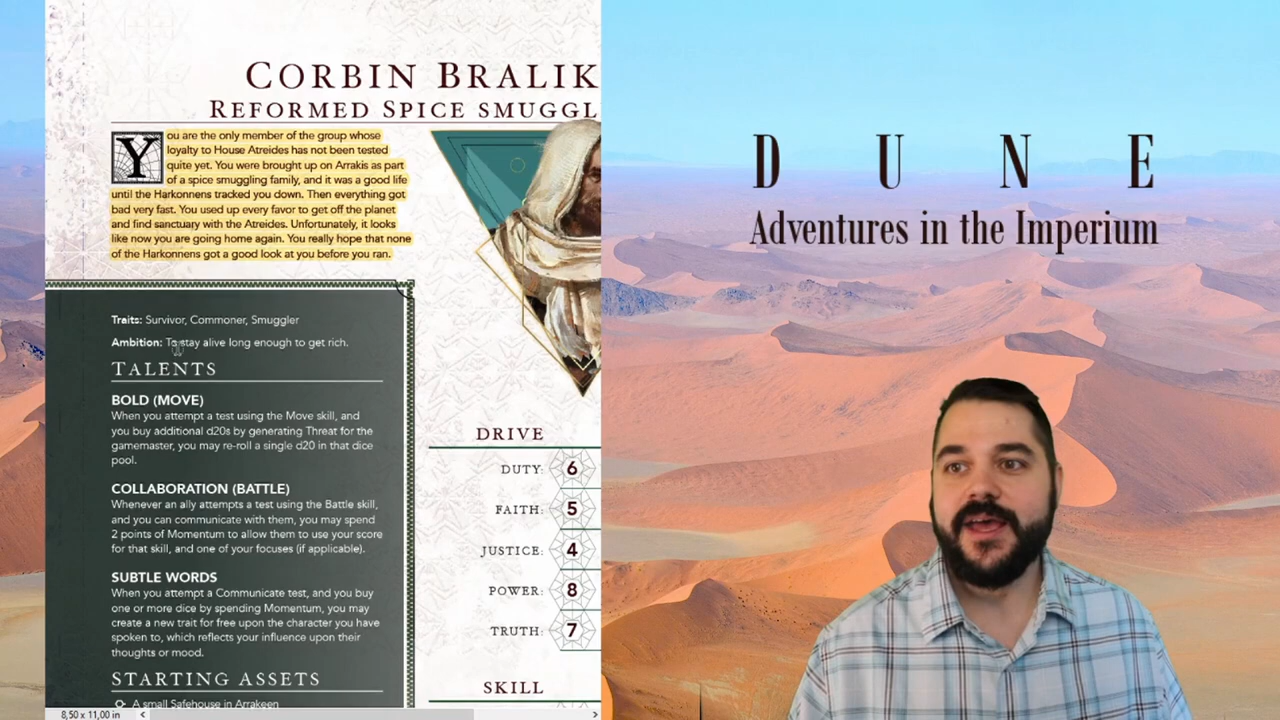 CORBIN BRALIK
REFORMED SPICE SMUGGL
You are the only member of the group whose
loyalty to House Atreides has not been tested
quite yet. You were brought up on Arrakis as part
of a spice smuggling family, and it was a good life
until the Harkonnens tracked you down. Then everything got
bad very fast. You used up every favor to get off the planet
and find sanctuary with the Atreides. Unfortunately, it looks
like now you are going home again. You really hope that none
of the Harkonnens got a good look at you before you ran.
Traits: Survivor, Commoner, Smuggler
Ambition: To stay alive long enough to get rich.
TALENTS
BOLD (MOVE)
When you attempt a test using the Move skill, and
you buy additional d20s by generating Threat for the
gamemaster, you may re-roll a single d20 in that dice
pool.
COLLABORATION (BATTLE)
Whenever an ally attempts a test using the Battle skill,
and you can communicate with them, you may spend
2 points of Momentum to allow them to use your score
for that skill, and one of your focuses (if applicable).
SUBTLE WORDS
When you attempt a Communicate test, and you buy
one or more dice by spending Momentum, you may
create a new trait for free upon the character you have
spoken to, which reflects your influence upon their
thoughts or mood.
STARTING ASSETS
A small Safehouse in Arrakeen
DRIVE
DUTY: 6
FAITH: 5
JUSTICE: 4
POWER: 8
TRUTH: 7
SKILL
8,50 x 11,00 in
DUNE
Adventures in the Imperium